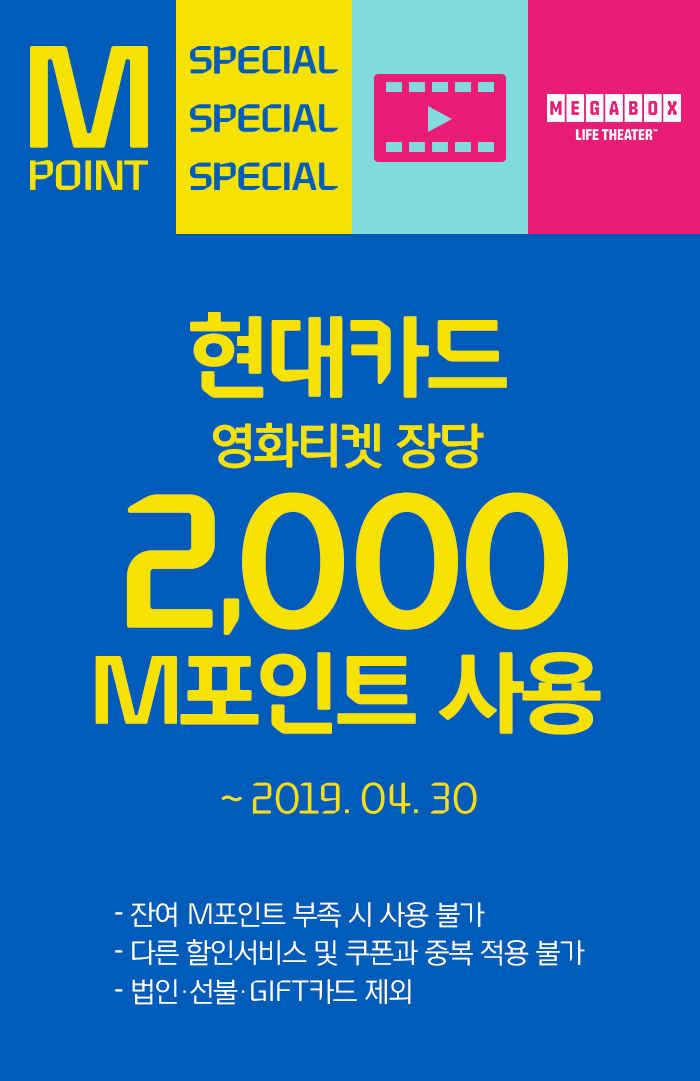 M
POINT
SPECIAL
SPECIAL
SPECIAL
MEGABOX
LIFE THEATER™
현대카드
영화티켓 장당
2,000
M포인트 사용
~ 2019. 04. 30
- 잔여 M포인트 부족 시 사용 불가
- 다른 할인서비스 및 쿠폰과 중복 적용 불가
- 법인·선불·GIFT카드 제외